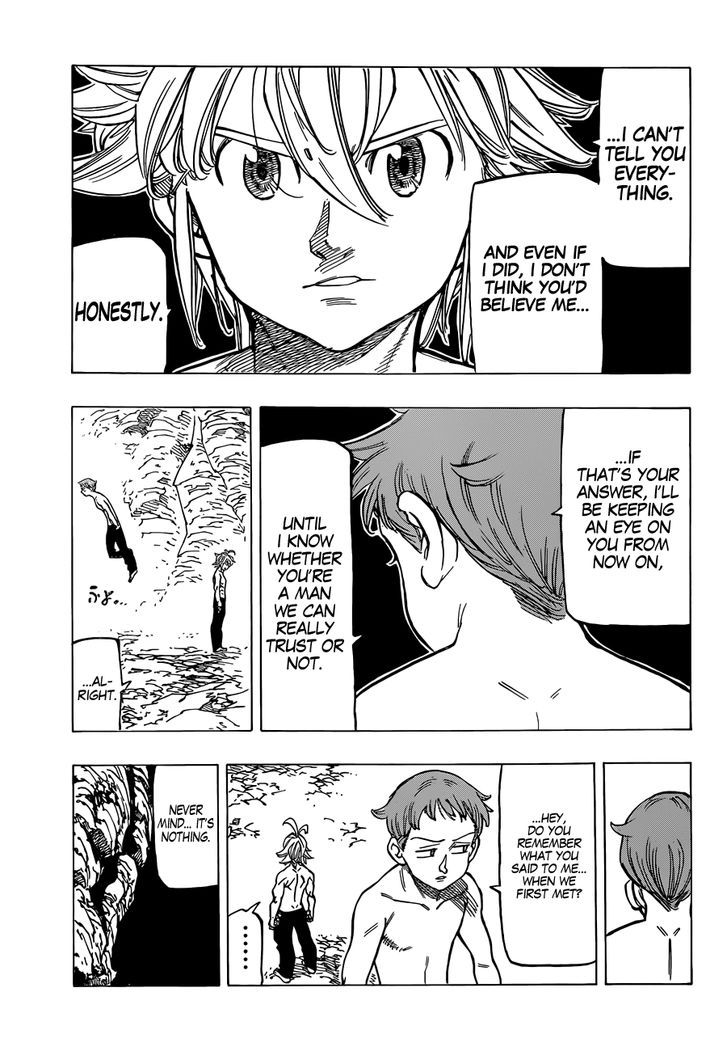 ...I CAN'T
TELL YOU
EVERY-
THING.
AND EVEN IF
I DID, I DON'T
THINK YOU'D
BELIEVE ME...
HONESTLY.
...IF
THAT'S YOUR
ANSWER, I'LL
BE KEEPING
AN EYE ON
YOU FROM
NOW ON,
UNTIL
I KNOW
WHETHER
YOU'RE
A MAN
WE CAN
REALLY
TRUST OR
NOT.
...AL-
RIGHT.
...HEY,
DO YOU
REMEMBER
WHAT YOU
SAID TO ME...
WHEN WE
FIRST MET?
......
NEVER
MIND... IT'S
NOTHING.